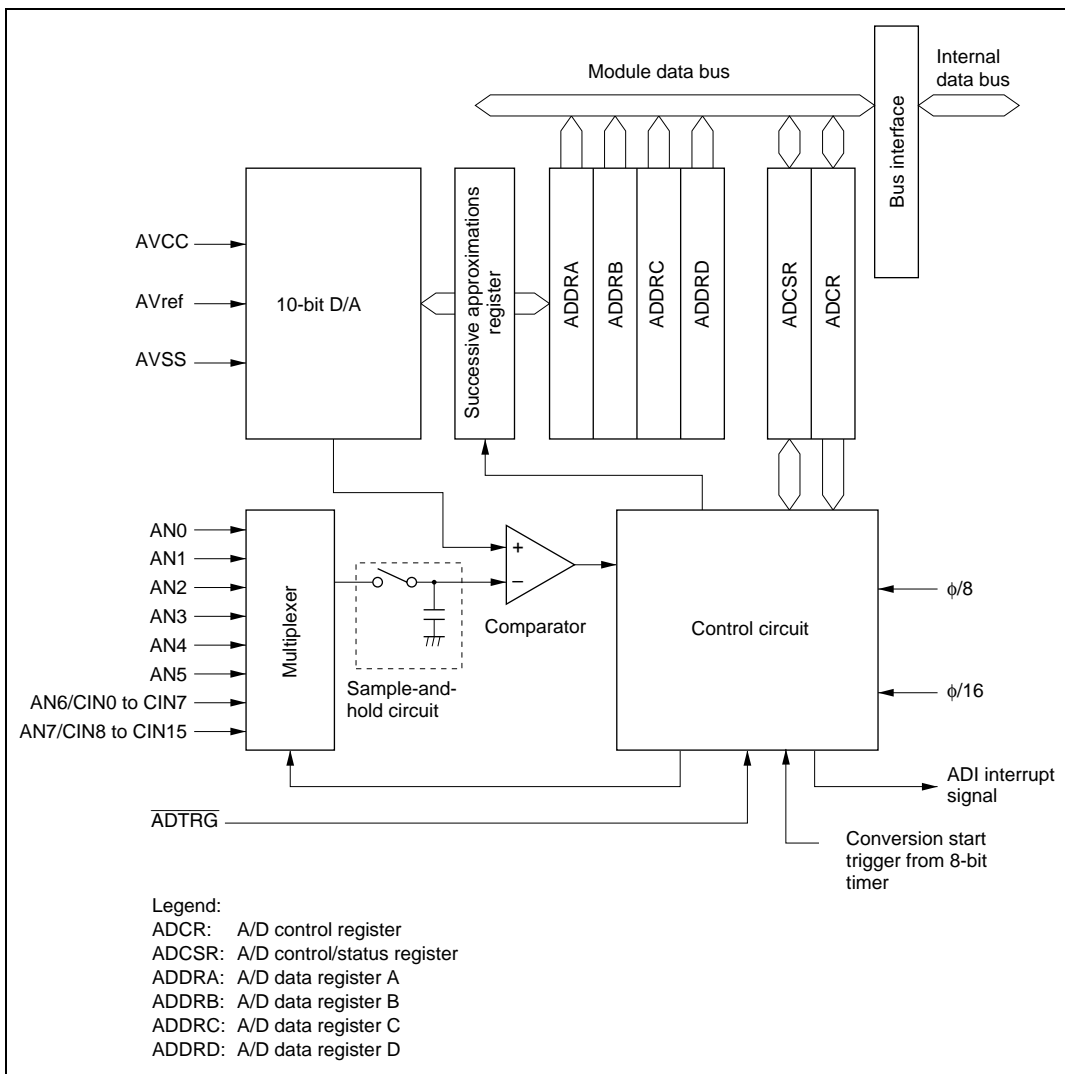 Module data bus
Internal
data bus
Bus interface
AVCC
AVref
AVSS
10-bit D/A
Successive approximations
register
ADDRA
ADDRB
ADDRC
ADDRD
ADCSR
ADCR
AN0
AN1
AN2
AN3
AN4
AN5
AN6/CIN0 to CIN7
AN7/CIN8 to CIN15
Multiplexer
+
−
Comparator
Sample-and-
hold circuit
Control circuit
ϕ/8
ϕ/16
ADTRG
ADI interrupt
signal
Conversion start
trigger from 8-bit
timer
Legend:
ADCR: A/D control register
ADCSR: A/D control/status register
ADDRA: A/D data register A
ADDRB: A/D data register B
ADDRC: A/D data register C
ADDRD: A/D data register D